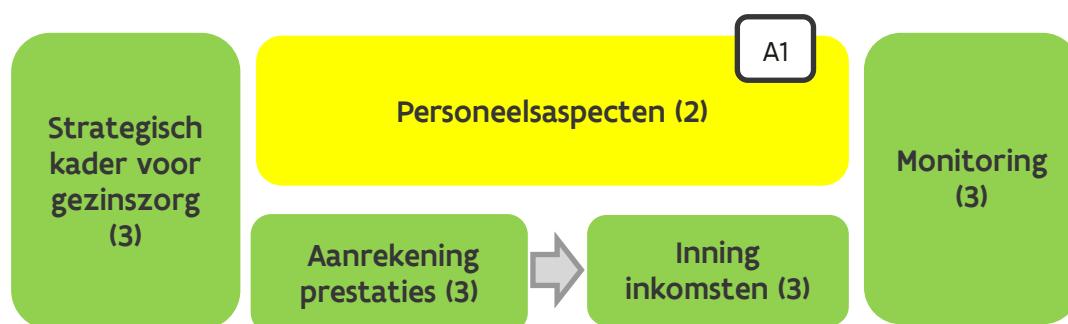 Strategisch
kader voor
gezinszorg
(3)
A1
Personeelsaspecten (2)
Aanrekening
prestaties (3)
Inning
inkomsten (3)
Monitoring
(3)